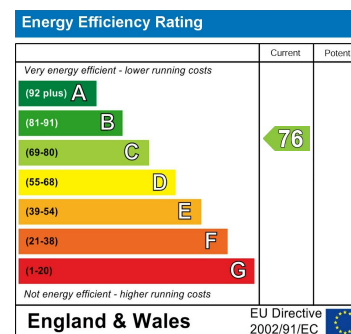 Energy Efficiency Rating
Current
Potent
Very energy efficient - lower running costs
(92 plus) A
(81-91) B
(69-80) C
76
(55-68) D
(39-54) E
(21-38) F
(1-20) G
Not energy efficient - higher running costs
England & Wales
EU Directive
2002/91/EC